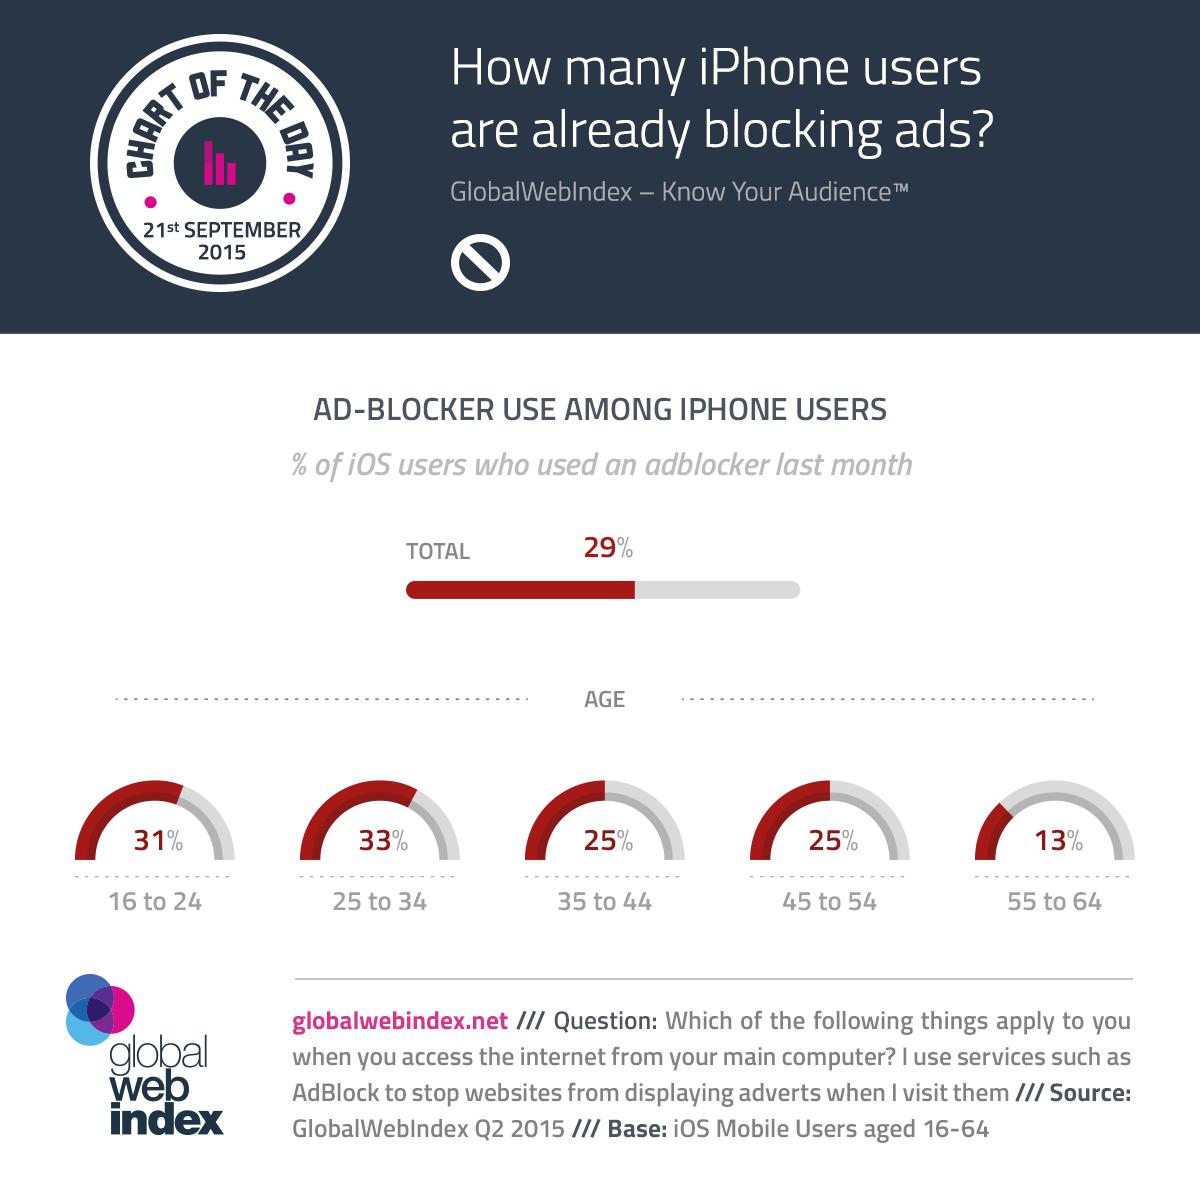 CHART OF THE DAY
21st SEPTEMBER
2015
How many iPhone users
are already blocking ads?
GlobalWebIndex – Know Your Audience™
AD-BLOCKER USE AMONG IPHONE USERS
% of iOS users who used an adblocker last month
TOTAL 29%
AGE
31% 33% 25% 25% 13%
16 to 24 25 to 34 35 to 44 45 to 54 55 to 64
global
web
index
globalwebindex.net /// Question: Which of the following things apply to you
when you access the internet from your main computer? I use services such as
AdBlock to stop websites from displaying adverts when I visit them /// Source:
GlobalWebIndex Q2 2015 /// Base: iOS Mobile Users aged 16-64